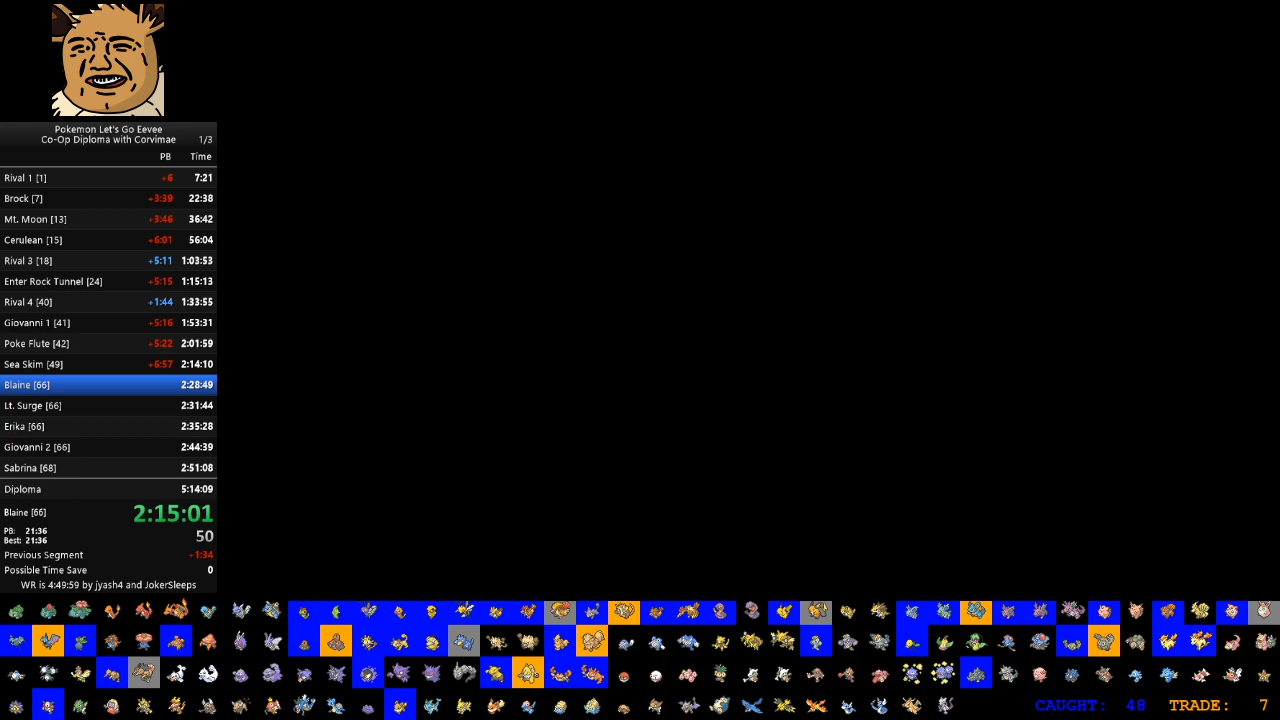 Pokemon Let's Go Eevee
Co-Op Diploma with Corvimae 1/3
PB Time
Rival 1 [1] +6 7:21
Brock [7] +3:39 22:38
Mt. Moon [13] +3:46 36:42
Cerulean [15] +6:01 56:04
Rival 3 [18] +5:11 1:03:53
Enter Rock Tunnel [24] +5:15 1:15:13
Rival 4 [40] +1:44 1:33:55
Giovanni 1 [41] +5:16 1:53:31
Poke Flute [42] +5:22 2:01:59
Sea Skim [49] +6:57 2:14:10
Blaine [66] 2:28:49
Lt. Surge [66] 2:31:44
Erika [66] 2:35:28
Giovanni 2 [66] 2:44:39
Sabrina [68] 2:51:08
Diploma 5:14:09
Blaine [66] 2:15:01
PB: 21:36
Best: 21:36 50
Previous Segment +1:34
Possible Time Save 0
WR is 4:49:59 by jyash4 and JokerSleeps
CAUGHT: 48 TRADE: 7